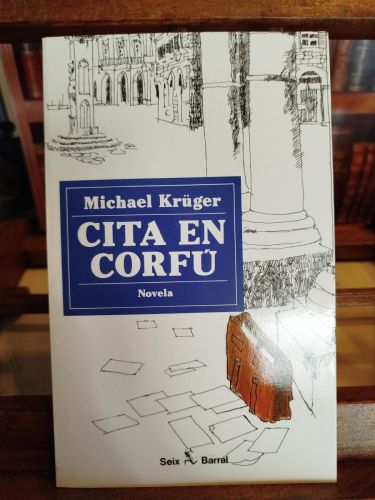 Michael Krüger
CITA EN
CORFÚ
Novela
Seix Barral